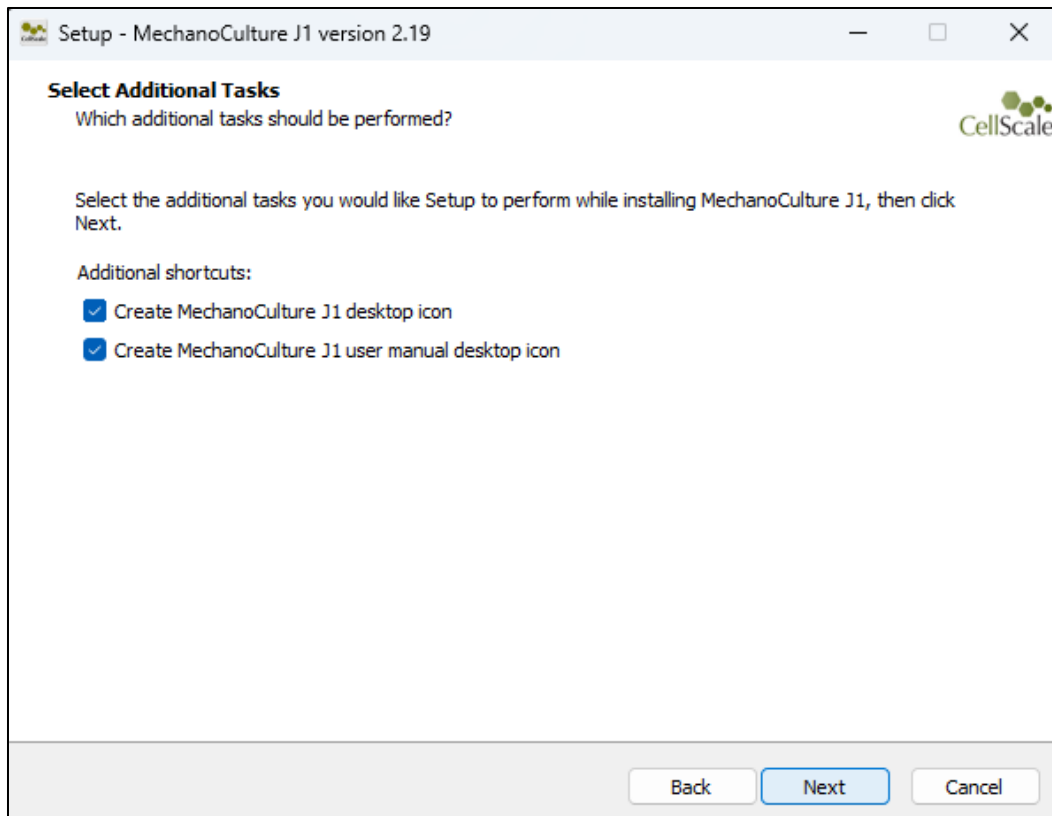 Setup - MechanoCulture J1 version 2.19
Select Additional Tasks
Which additional tasks should be performed?
CellScale
Select the additional tasks you would like Setup to perform while installing MechanoCulture J1, then click
Next.
Additional shortcuts:
Create MechanoCulture J1 desktop icon
Create MechanoCulture J1 user manual desktop icon
Back
Next
Cancel